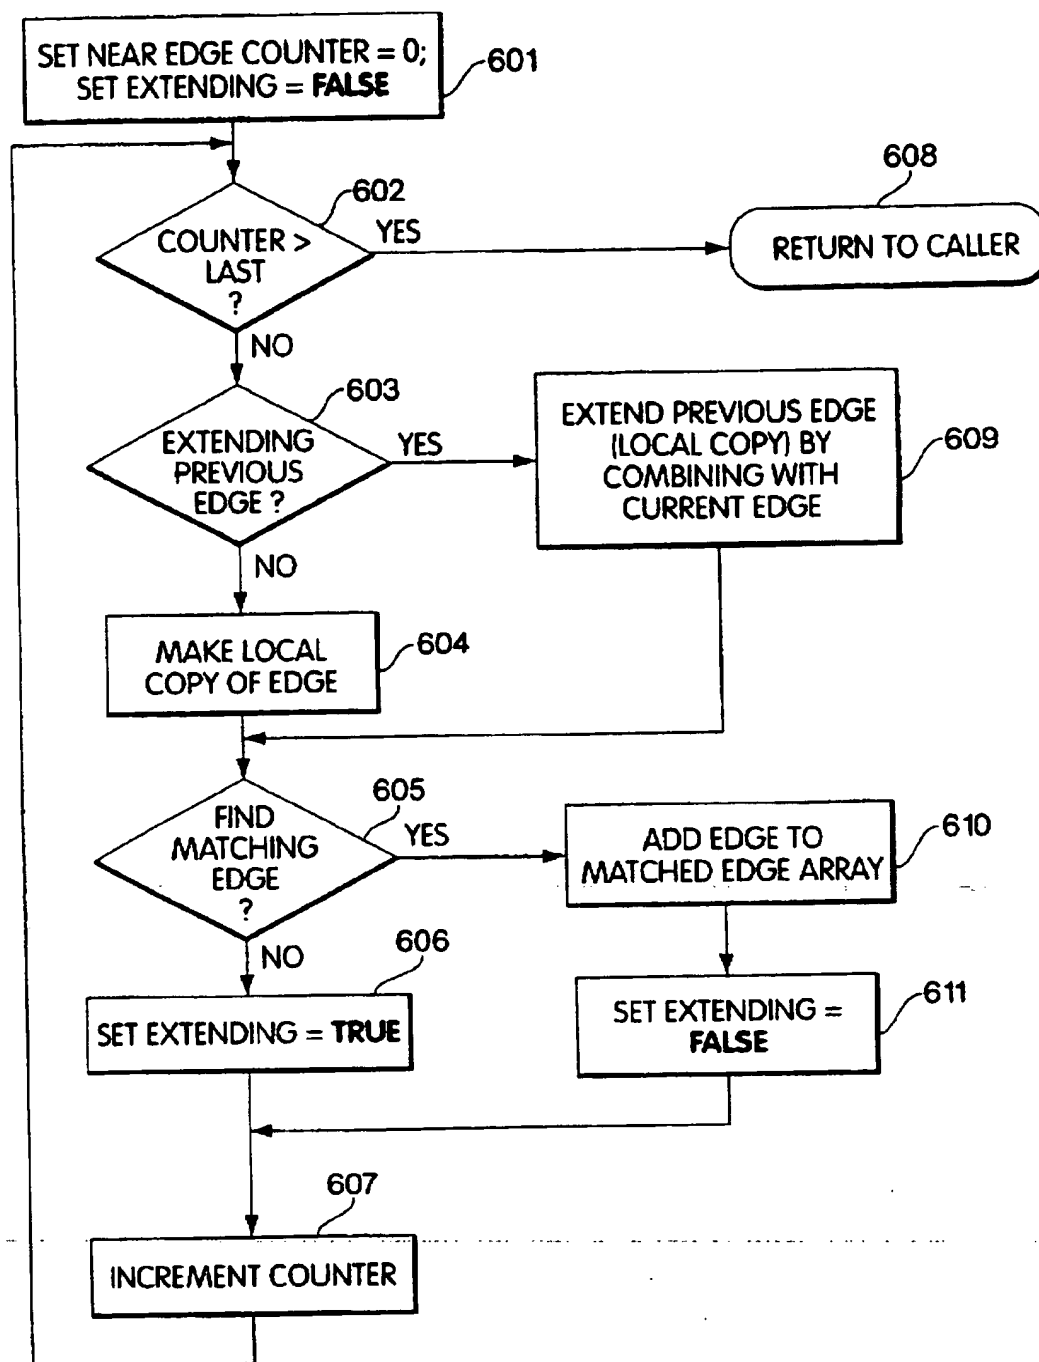 SET NEAR EDGE COUNTER = 0;
SET EXTENDING = FALSE
601
602
COUNTER >
LAST
?
YES
608
RETURN TO CALLER
NO
603
EXTENDING
PREVIOUS
EDGE ?
YES
EXTEND PREVIOUS EDGE
(LOCAL COPY) BY
COMBINING WITH
CURRENT EDGE
609
NO
MAKE LOCAL
COPY OF EDGE
604
605
FIND
MATCHING
EDGE
?
YES
ADD EDGE TO
MATCHED EDGE ARRAY
610
NO
606
SET EXTENDING = TRUE
SET EXTENDING =
FALSE
611
607
INCREMENT COUNTER